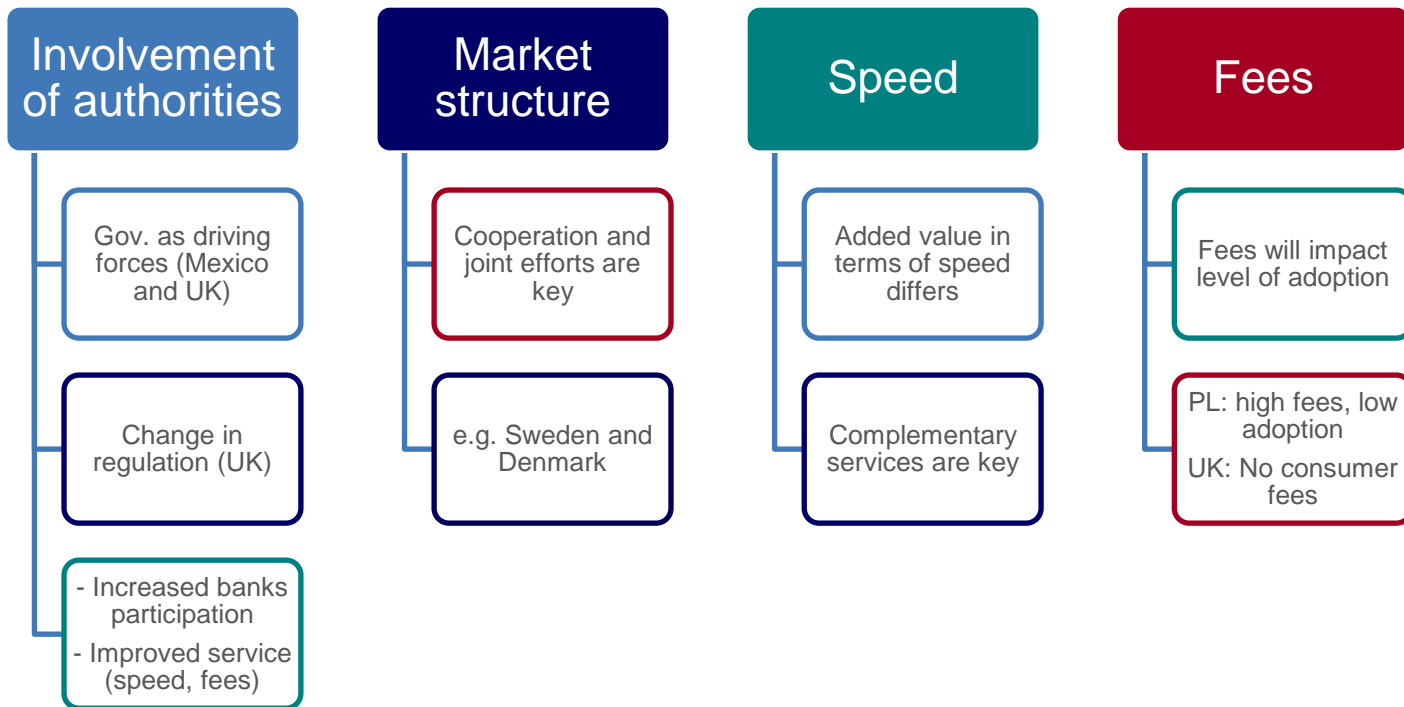 Involvement
of authorities
Gov. as driving
forces (Mexico
and UK)
Change in
regulation (UK)
- Increased banks
participation
- Improved service
(speed, fees)
Market
structure
Cooperation and
joint efforts are
key
e.g. Sweden and
Denmark
Speed
Added value in
terms of speed
differs
Complementary
services are key
Fees
Fees will impact
level of adoption
PL: high fees, low
adoption
UK: No consumer
fees